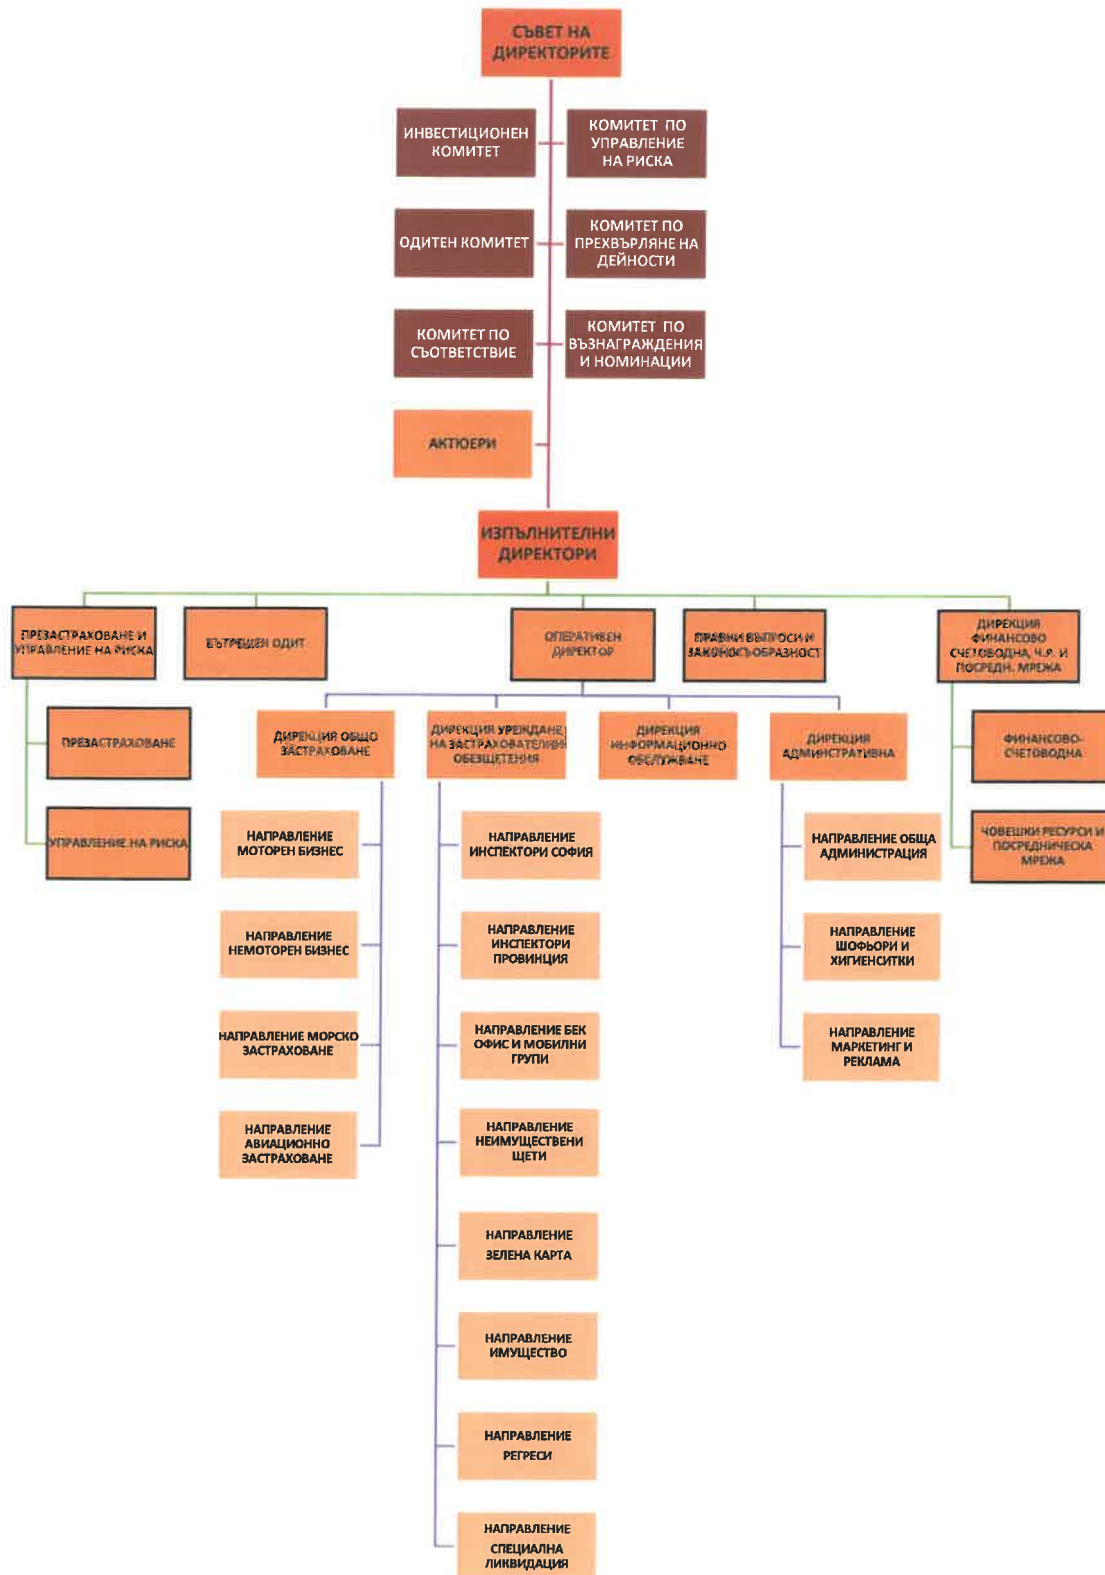 СЪВЕТ НА
ДИРЕКТОРИТЕ
ИНВЕСТИЦИОНЕН
КОМИТЕТ
КОМИТЕТ ПО
УПРАВЛЕНИЕ
НА РИСКА
ОДИТЕН КОМИТЕТ
КОМИТЕТ ПО
ПРЕХВЪРЛЯНЕ НА
ДЕЙНОСТИ
КОМИТЕТ ПО
СЪОТВЕТСТВИЕ
КОМИТЕТ ПО
ВЪЗНАГРАЖДЕНИЯ
И НОМИНАЦИИ
АКТЮЕРИ
ИЗПЪЛНИТЕЛНИ
ДИРЕКТОРИ
ПРЕЗАСТРАХОВАНЕ И
УПРАВЛЕНИЕ НА РИСКА
ВЪТРЕШЕН ОДИТ
ОПЕРАТИВЕН
ДИРЕКТОР
ПРАВНИ ВЪПРОСИ И
ЗАКОНОСЪОБРАЗНОСТ
ДИРЕКЦИЯ
ФИНАНСОВО
СЧЕТОВОДНА, Ч.Р. И
ПОСРЕДН. МРЕЖА
ПРЕЗАСТРАХОВАНЕ
УПРАВЛЕНИЕ НА РИСКА
ДИРЕКЦИЯ ОБЩО
ЗАСТРАХОВАНЕ
ДИРЕКЦИЯ УРЕЖДАНЕ
НА ЗАСТРАХОВАТЕЛНИ
ОБЕЗЩЕТЕНИЯ
ДИРЕКЦИЯ
ИНФОРМАЦИОННО
ОБСЛУЖВАНЕ
ДИРЕКЦИЯ
АДМИНСТРАТИВНА
ФИНАНСОВО-
СЧЕТОВОДНА
ЧОВЕШКИ РЕСУРСИ И
ПОСРЕДНИЧЕСКА
МРЕЖА
НАПРАВЛЕНИЕ
МОТОРЕН БИЗНЕС
НАПРАВЛЕНИЕ
НЕМОТОРЕН БИЗНЕС
НАПРАВЛЕНИЕ МОРСКО
ЗАСТРАХОВАНЕ
НАПРАВЛЕНИЕ
АВИАЦИОННО
ЗАСТРАХОВАНЕ
НАПРАВЛЕНИЕ
ИНСПЕКТОРИ СОФИЯ
НАПРАВЛЕНИЕ
ИНСПЕКТОРИ
ПРОВИНЦИЯ
НАПРАВЛЕНИЕ БЕК
ОФИС И МОБИЛНИ
ГРУПИ
НАПРАВЛЕНИЕ
НЕИМУЩЕСТВЕНИ
ЩЕТИ
НАПРАВЛЕНИЕ
ЗЕЛЕНА КАРТА
НАПРАВЛЕНИЕ
ИМУЩЕСТВО
НАПРАВЛЕНИЕ
РЕГРЕСИ
НАПРАВЛЕНИЕ
СПЕЦИАЛНА
ЛИКВИДАЦИЯ
НАПРАВЛЕНИЕ ОБЩА
АДМИНИСТРАЦИЯ
НАПРАВЛЕНИЕ
ШОФЬОРИ И
ХИГИЕНСИТКИ
НАПРАВЛЕНИЕ
МАРКЕТИНГ И
РЕКЛАМА